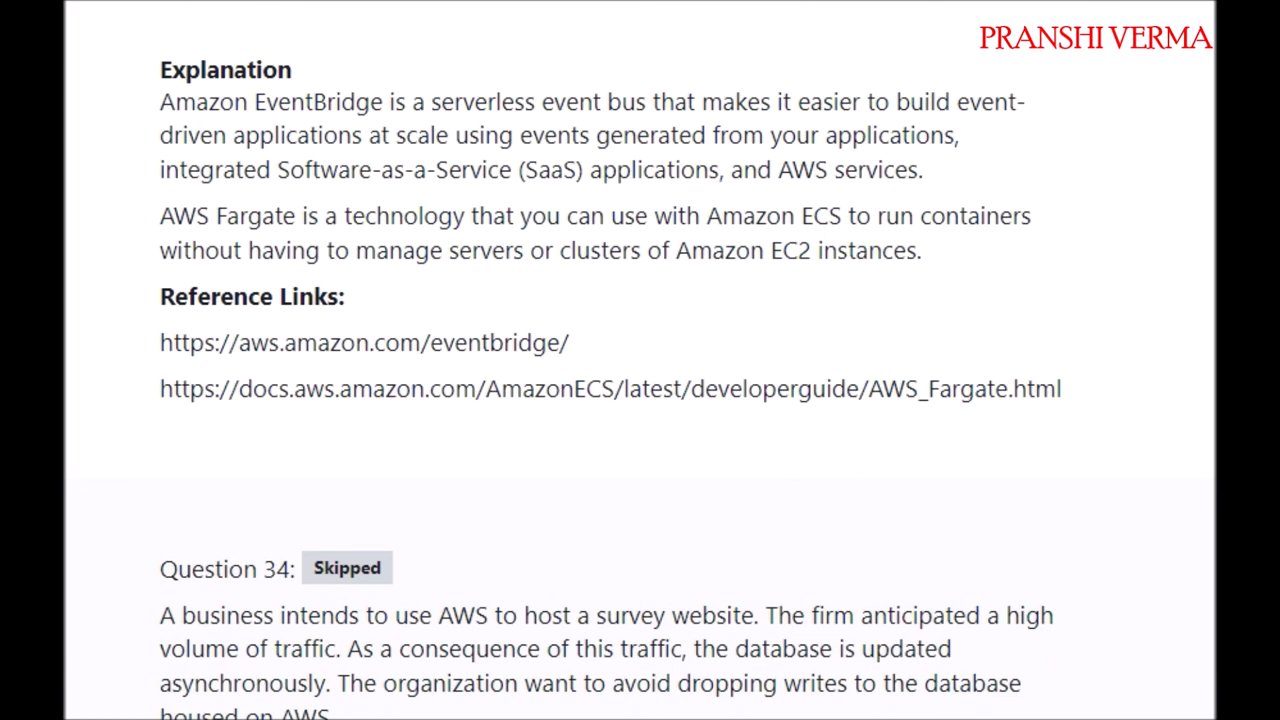 PRANSHI VERMA
Explanation
Amazon EventBridge is a serverless event bus that makes it easier to build event-
driven applications at scale using events generated from your applications,
integrated Software-as-a-Service (SaaS) applications, and AWS services.
AWS Fargate is a technology that you can use with Amazon ECS to run containers
without having to manage servers or clusters of Amazon EC2 instances.
Reference Links:
https://aws.amazon.com/eventbridge/
https://docs.aws.amazon.com/AmazonECS/latest/developerguide/AWS_Fargate.html
Question 34: Skipped
A business intends to use AWS to host a survey website. The firm anticipated a high
volume of traffic. As a consequence of this traffic, the database is updated
asynchronously. The organization want to avoid dropping writes to the database
housed on AWS.